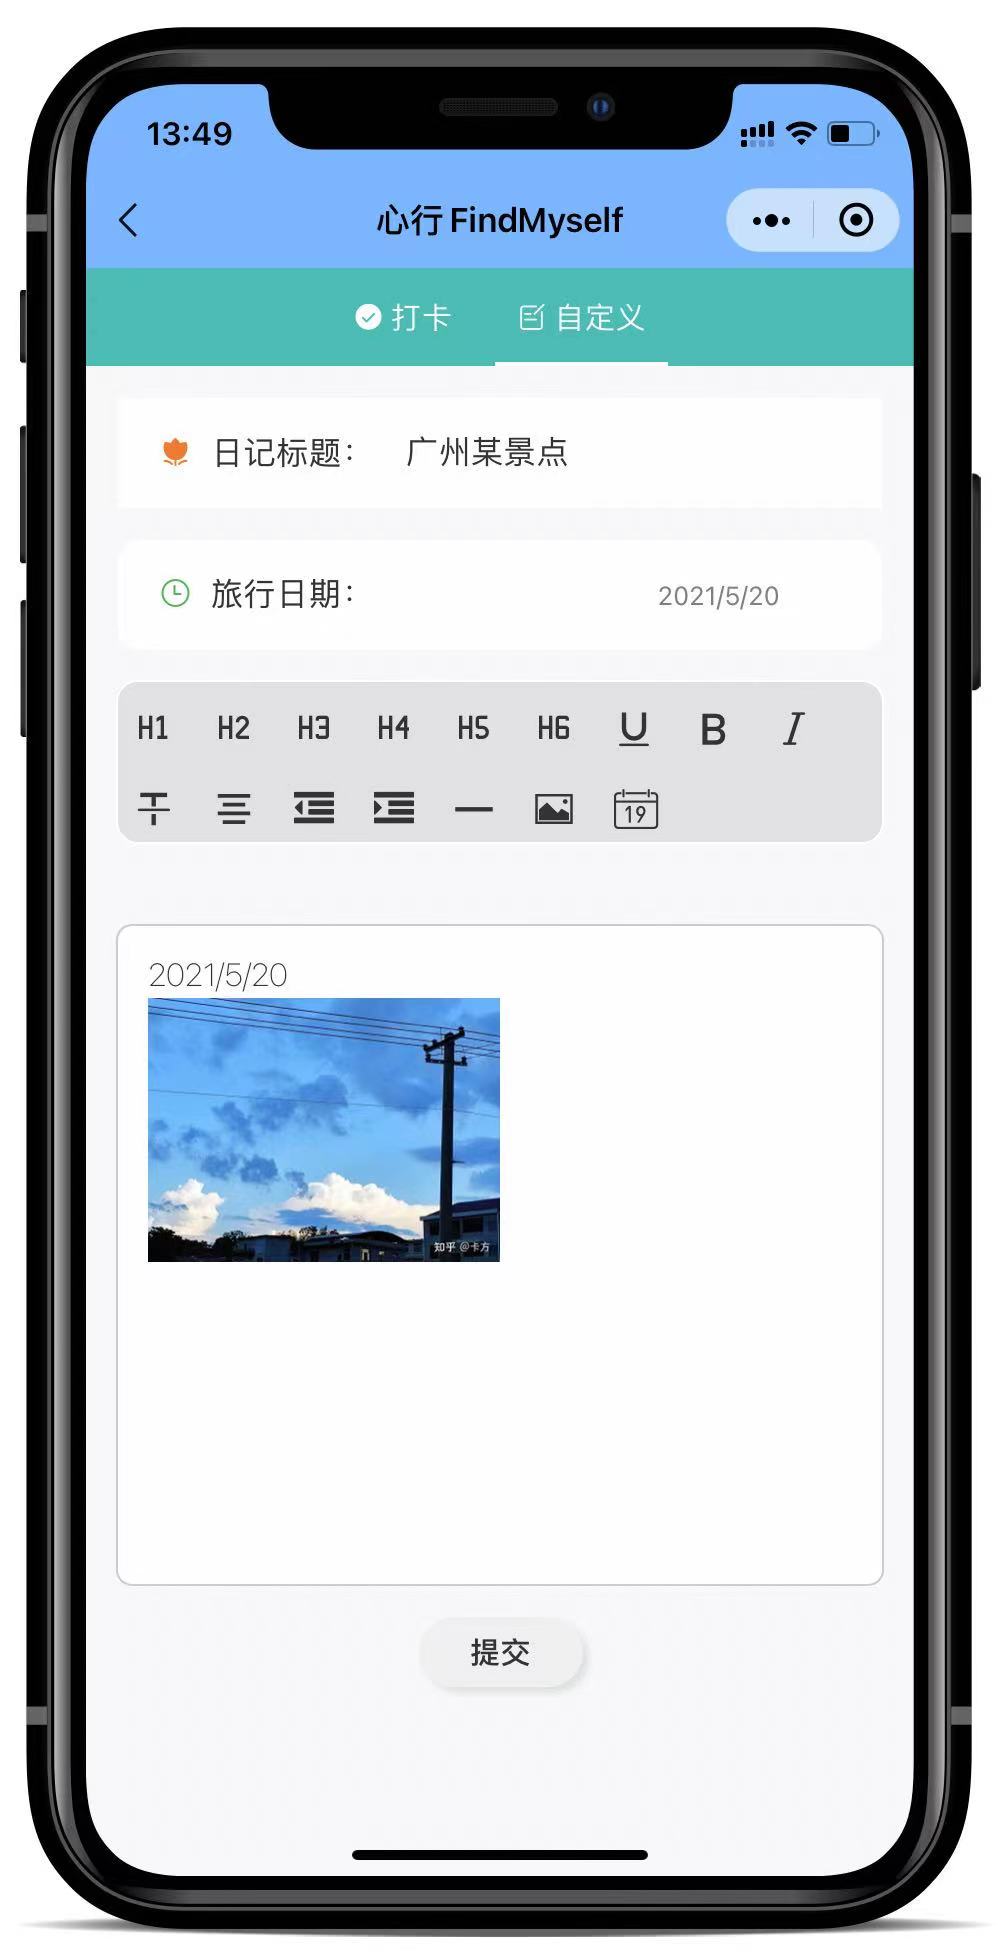 13:49
心行 FindMyself
打卡 自定义
日记标题： 广州某景点
旅行日期： 2021/5/20
H1 H2 H3 H4 H5 H6 U B I
T 19
2021/5/20
知乎 @卡方
提交